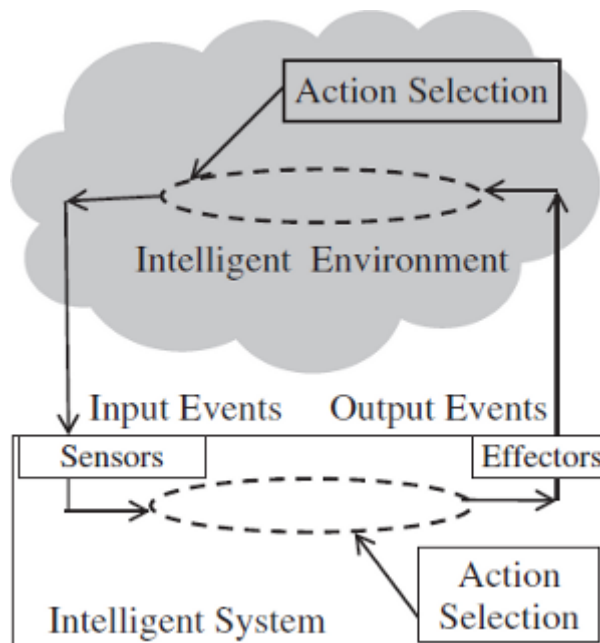 Action Selection
Intelligent Environment
Input Events
Output Events
Sensors
Effectors
Action
Selection
Intelligent System